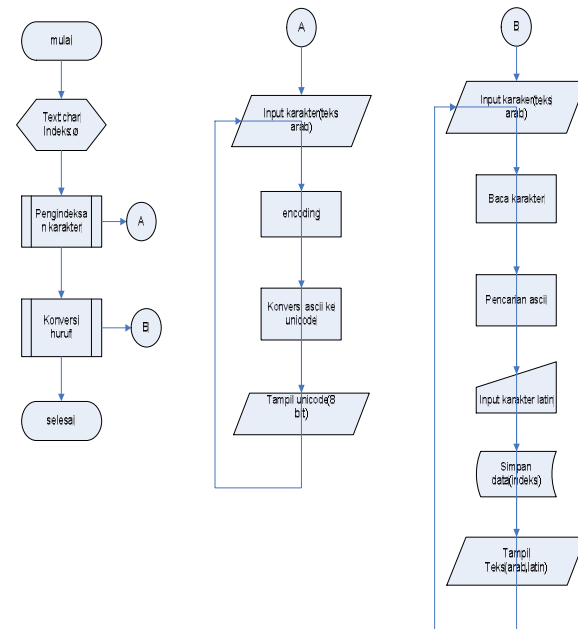 mulai
Text: char
Indeks: ø
Pengindeksa
n karakter
A
Konversi
huruf
B
selesai
A
Input karakter(teks
arab)
encoding
Konversi ascii ke
unicode
Tampil unicode(8
bit)
B
Input karakter(teks
arab)
Baca karakter
Pencarian ascii
Input karakter latin
Simpan
data(indeks)
Tampil
Teks(arab,latin)